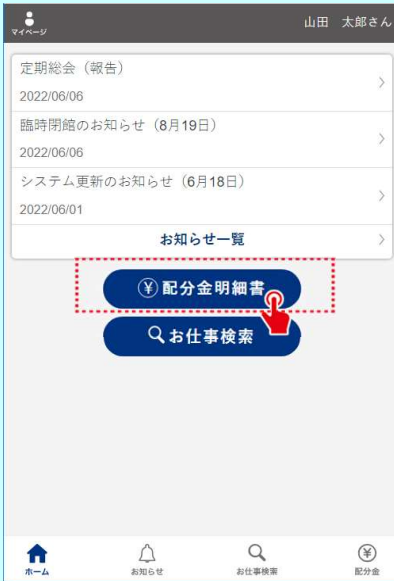 マイページ
山田　太郎さん
定期総会（報告）
2022/06/06
臨時閉館のお知らせ（8月19日）
2022/06/06
システム更新のお知らせ（6月18日）
2022/06/01
お知らせ一覧
¥ 配分金明細書
お仕事検索
ホーム
お知らせ
お仕事検索
¥
配分金